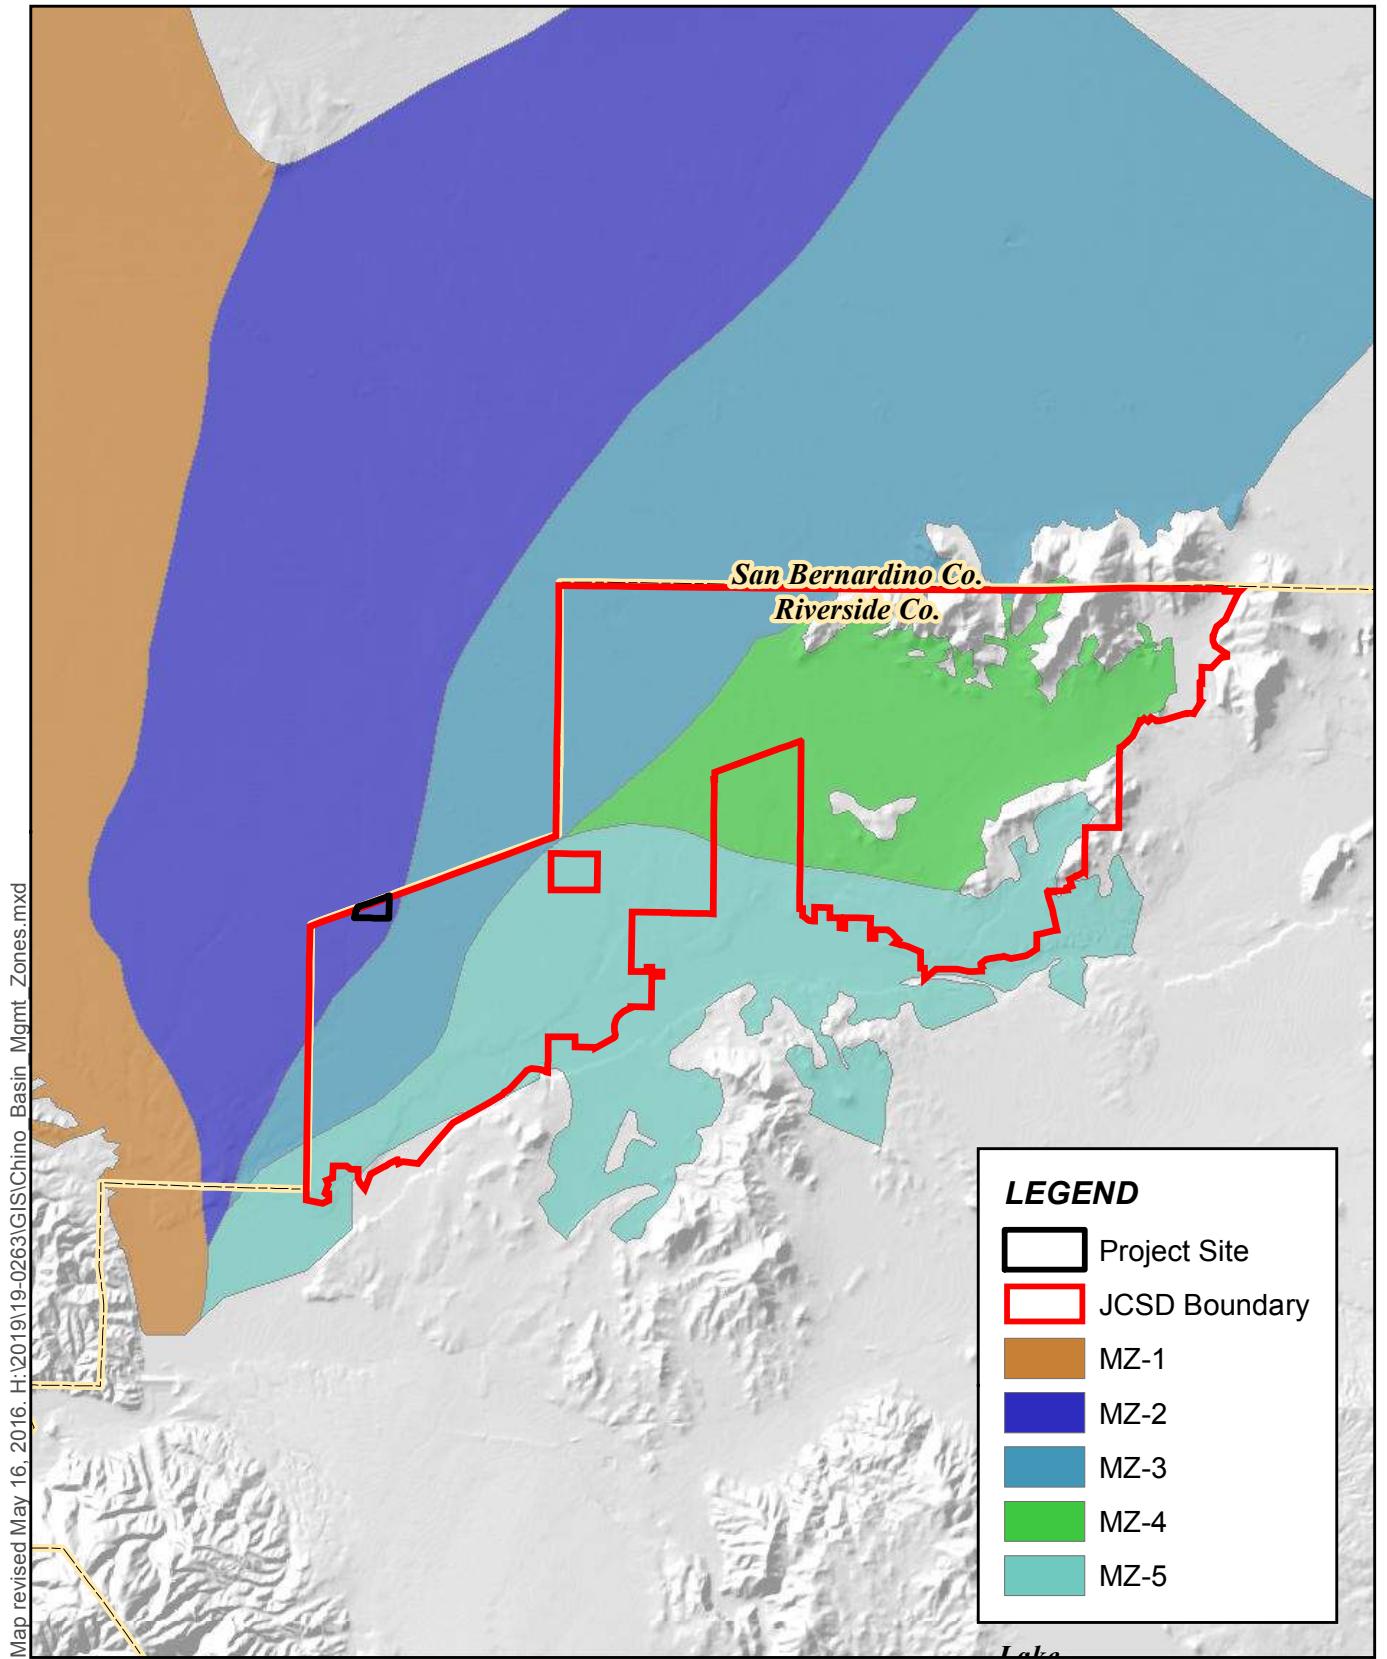 San Bernardino Co.
Riverside Co.
LEGEND
Project Site
JCSD Boundary
MZ-1
MZ-2
MZ-3
MZ-4
MZ-5
Lake
Map revised May 16, 2016. H:\2019\19-0263\GIS\Chino_Basin_Mgmt_Zones.mxd